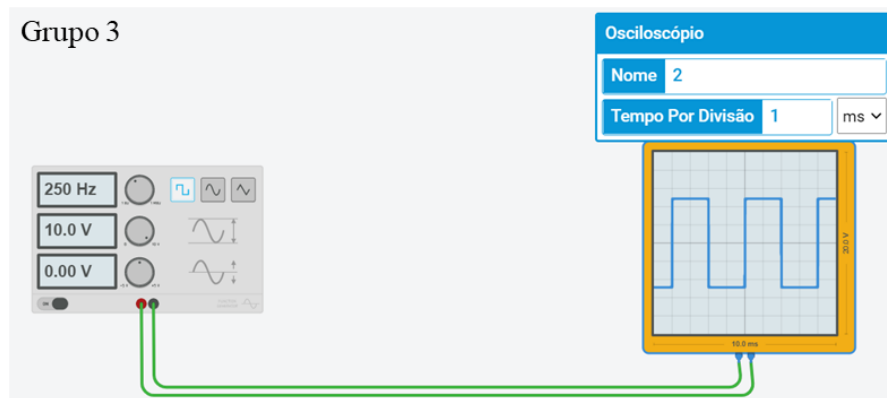 Grupo 3
Osciloscópio
Nome 2
Tempo Por Divisão 1 ms
250 Hz
10.0 V
0.00 V
20.0 V
10.0 ms